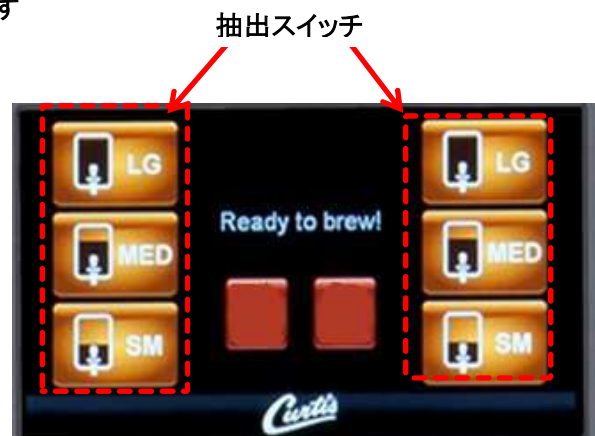 す
抽出スイッチ
LG
LG
Ready to brew!
MED
MED
SM
SM
Curtis